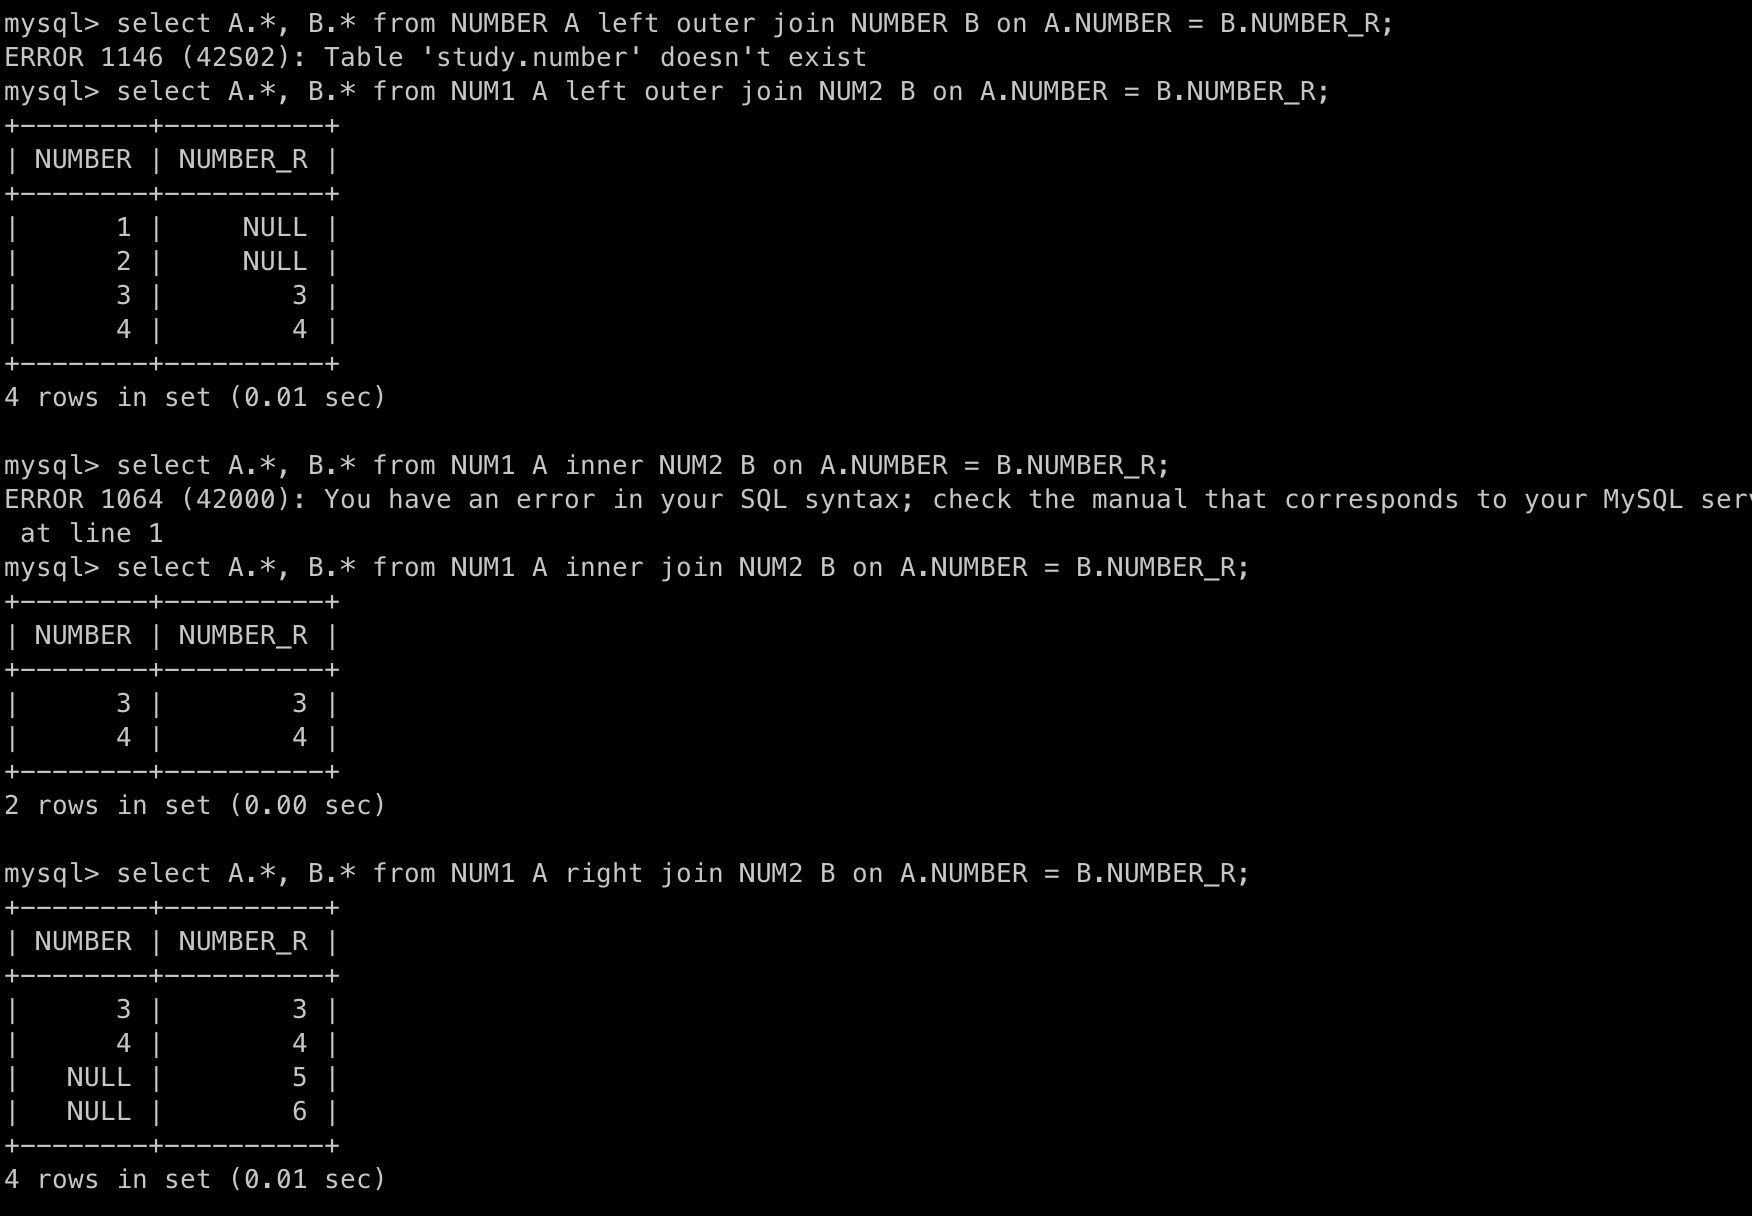 mysql> select A.*, B.* from NUMBER A left outer join NUMBER B on A.NUMBER = B.NUMBER_R;
ERROR 1146 (42S02): Table 'study.number' doesn't exist
mysql> select A.*, B.* from NUM1 A left outer join NUM2 B on A.NUMBER = B.NUMBER_R;
+--------+----------+
| NUMBER | NUMBER_R |
+--------+----------+
|      1 |     NULL |
|      2 |     NULL |
|      3 |        3 |
|      4 |        4 |
+--------+----------+
4 rows in set (0.01 sec)

mysql> select A.*, B.* from NUM1 A inner NUM2 B on A.NUMBER = B.NUMBER_R;
ERROR 1064 (42000): You have an error in your SQL syntax; check the manual that corresponds to your MySQL serv
 at line 1
mysql> select A.*, B.* from NUM1 A inner join NUM2 B on A.NUMBER = B.NUMBER_R;
+--------+----------+
| NUMBER | NUMBER_R |
+--------+----------+
|      3 |        3 |
|      4 |        4 |
+--------+----------+
2 rows in set (0.00 sec)

mysql> select A.*, B.* from NUM1 A right join NUM2 B on A.NUMBER = B.NUMBER_R;
+--------+----------+
| NUMBER | NUMBER_R |
+--------+----------+
|      3 |        3 |
|      4 |        4 |
|   NULL |        5 |
|   NULL |        6 |
+--------+----------+
4 rows in set (0.01 sec)